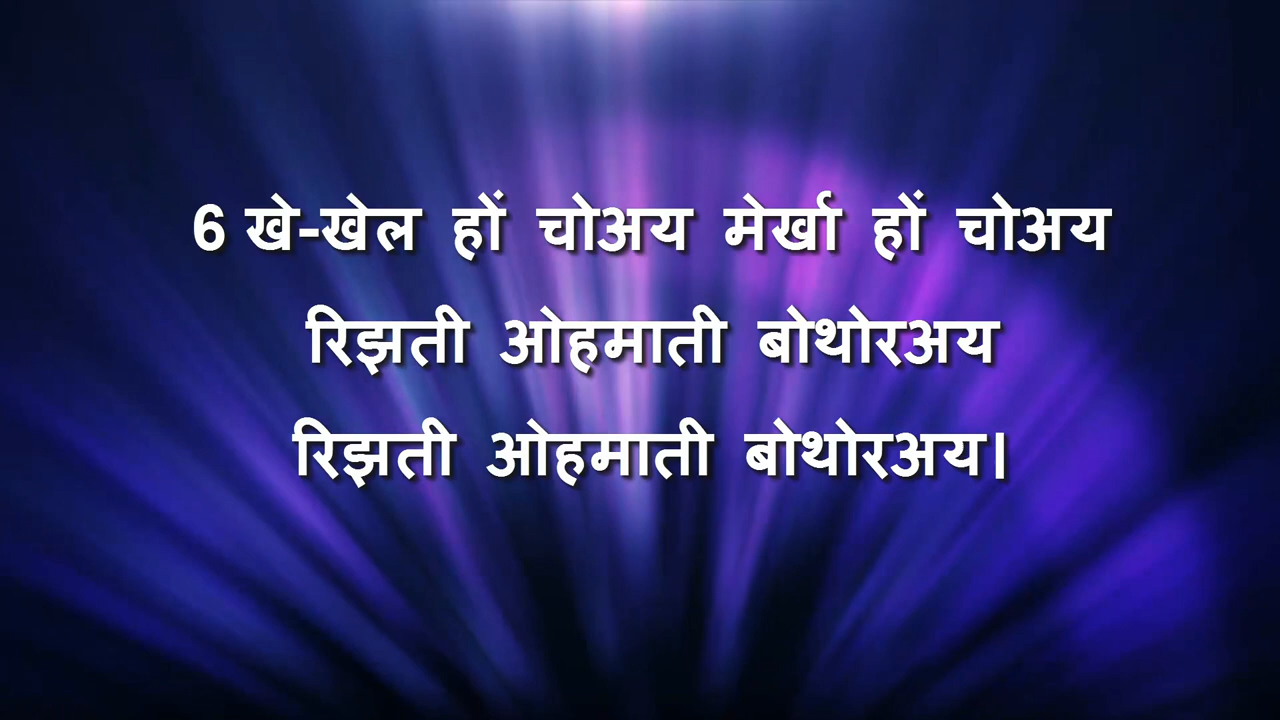 6 खे-खेल हों चोअय मेर्खा हों चोअय
रिझती ओहमाती बोथोरअय
रिझती ओहमाती बोथोरअय।